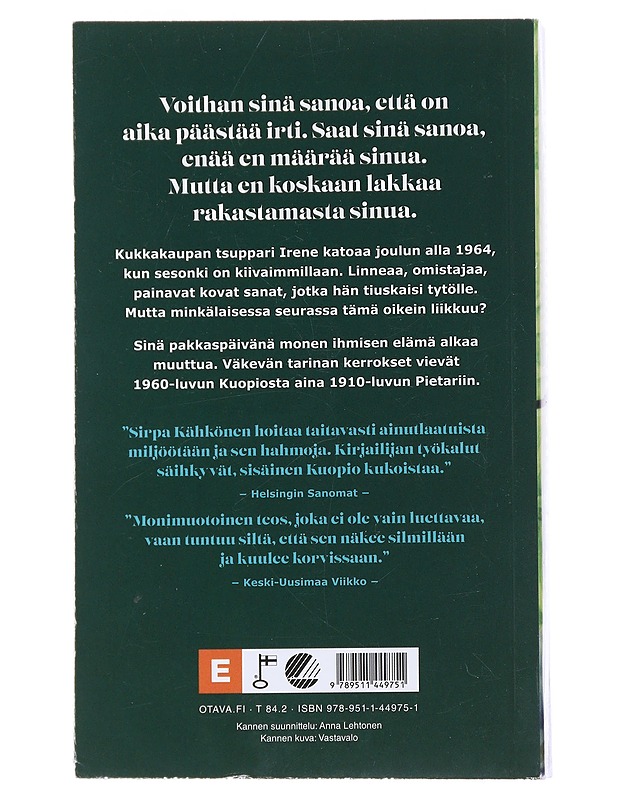 Voithan sinä sanoa, että on
aika päästää irti. Saat sinä sanoa,
enää en määrää sinua.
Mutta en koskaan lakkaa
rakastamasta sinua.
Kukkakaupan tsuppari Irene katoaa joulun alla 1964,
kun sesonki on kiivaimmillaan. Linneaa, omistajaa,
painavat kovat sanat, jotka hän tiuskaisi tytölle.
Mutta minkälaisessa seurassa tämä oikein liikkuu?
Sinä pakkaspäivänä monen ihmisen elämä alkaa
muuttua. Väkevän tarinan kerrokset vievät
1960-luvun Kuopiosta aina 1910-luvun Pietariin.
”Sirpa Kähkönen hoitaa taitavasti ainutlaatuista
miljöötään ja sen hahmoja. Kirjailijan työkalut
säihkyvät, sisäinen Kuopio kukoistaa.”
– Helsingin Sanomat –
”Monimuotoinen teos, joka ei ole vain luettavaa,
vaan tuntuu siltä, että sen näkee silmillään
ja kuulee korvissaan.”
– Keski-Uusimaa Viikko –
E
9 789511 449751
OTAVA.FI · T 84.2 · ISBN 978-951-1-44975-1
Kannen suunnittelu: Anna Lehtonen
Kannen kuva: Vastavalo